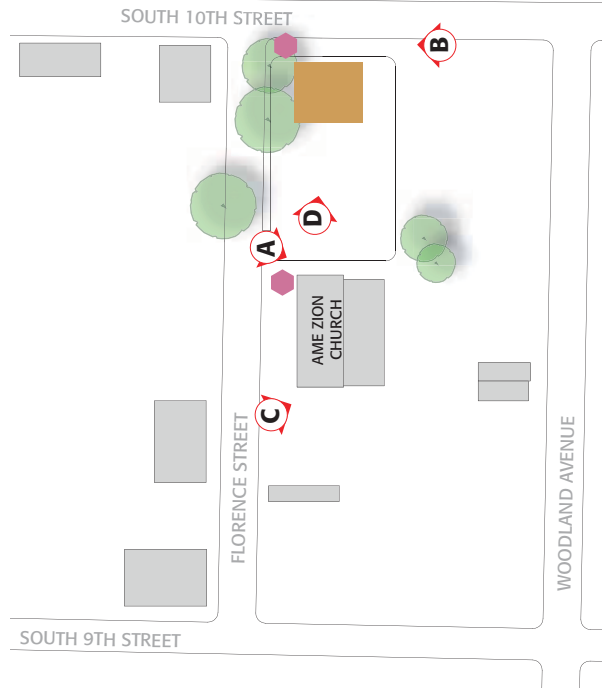 SOUTH 10TH STREET
B
D
A
AME ZION
CHURCH
C
FLORENCE STREET
WOODLAND AVENUE
SOUTH 9TH STREET